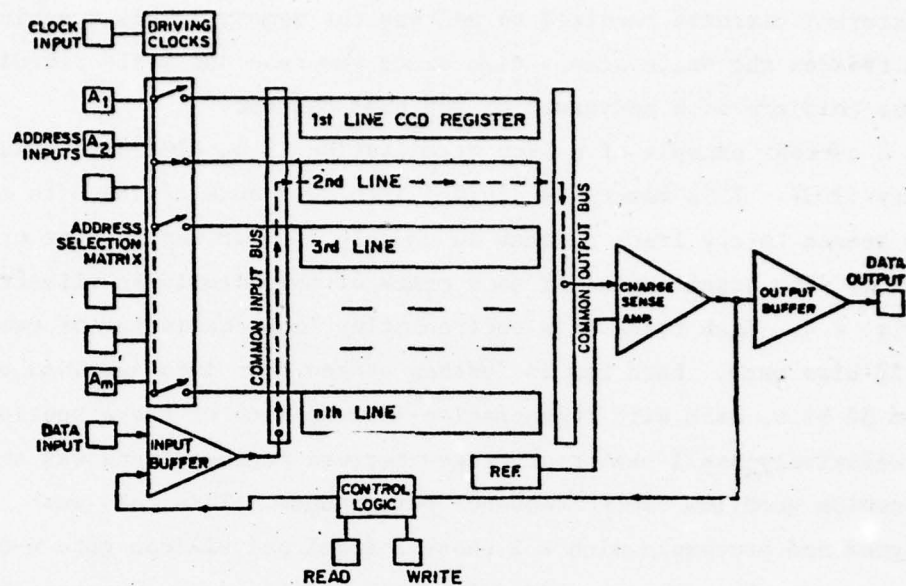 CLOCK
INPUT
DRIVING
CLOCKS
A1
1st LINE CCD REGISTER
ADDRESS
INPUTS
A2
2nd LINE
ADDRESS
SELECTION
MATRIX
3rd LINE
COMMON INPUT BUS
COMMON OUTPUT BUS
CHARGE
SENSE
AMP.
OUTPUT
BUFFER
DATA
OUTPUT
Am
nth LINE
DATA
INPUT
INPUT
BUFFER
REF
CONTROL
LOGIC
READ
WRITE